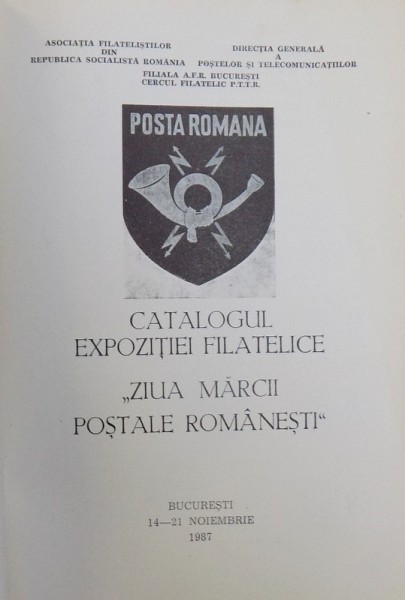 ASOCIAȚIA FILATELIȘTILOR
DIN
REPUBLICA SOCIALISTĂ ROMÂNIA
DIRECȚIA GENERALĂ
A
POȘTELOR ȘI TELECOMUNICAȚIILOR
FILIALA A.F.R. BUCUREȘTI
CERCUL FILATELIC P.T.T.R.
POSTA ROMANA
CATALOGUL
EXPOZIȚIEI FILATELICE
„ZIUA MĂRCII
POȘTALE ROMÂNEȘTI“
BUCUREȘTI
14—21 NOIEMBRIE
1987